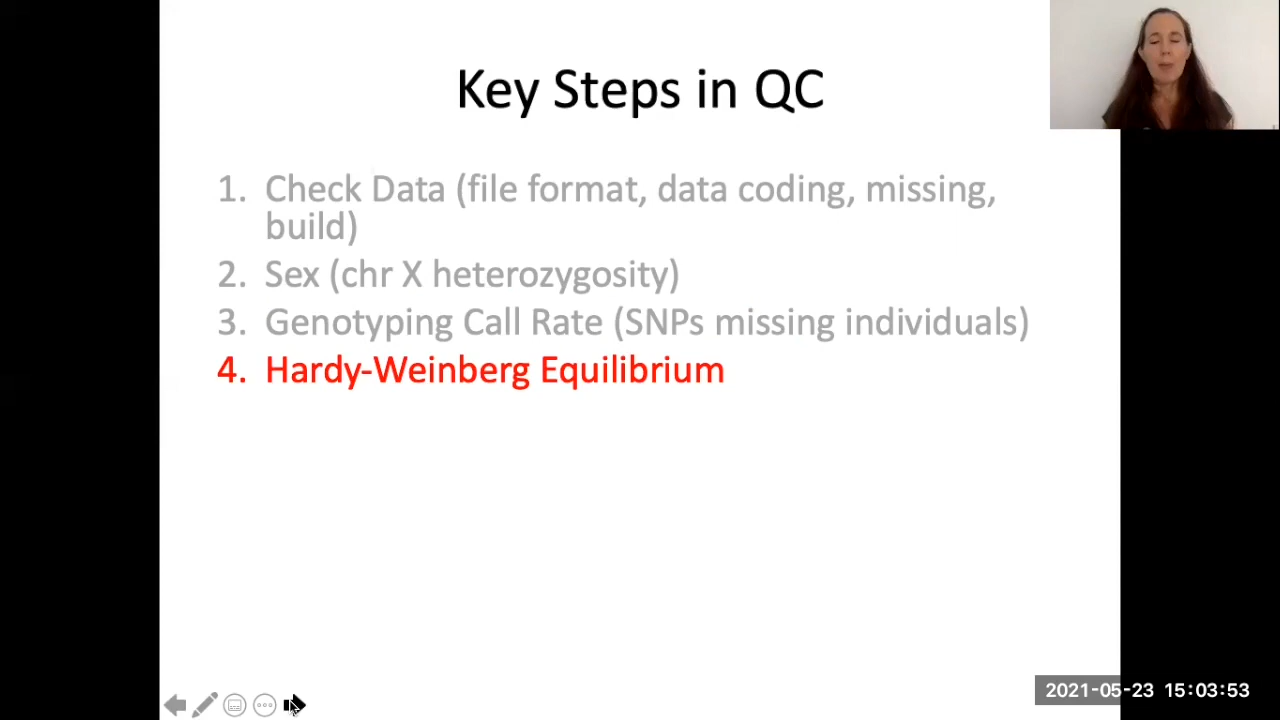 Key Steps in QC
1. Check Data (file format, data coding, missing,
build)
2. Sex (chr X heterozygosity)
3. Genotyping Call Rate (SNPs missing individuals)
4. Hardy-Weinberg Equilibrium
2021-05-23 15:03:53